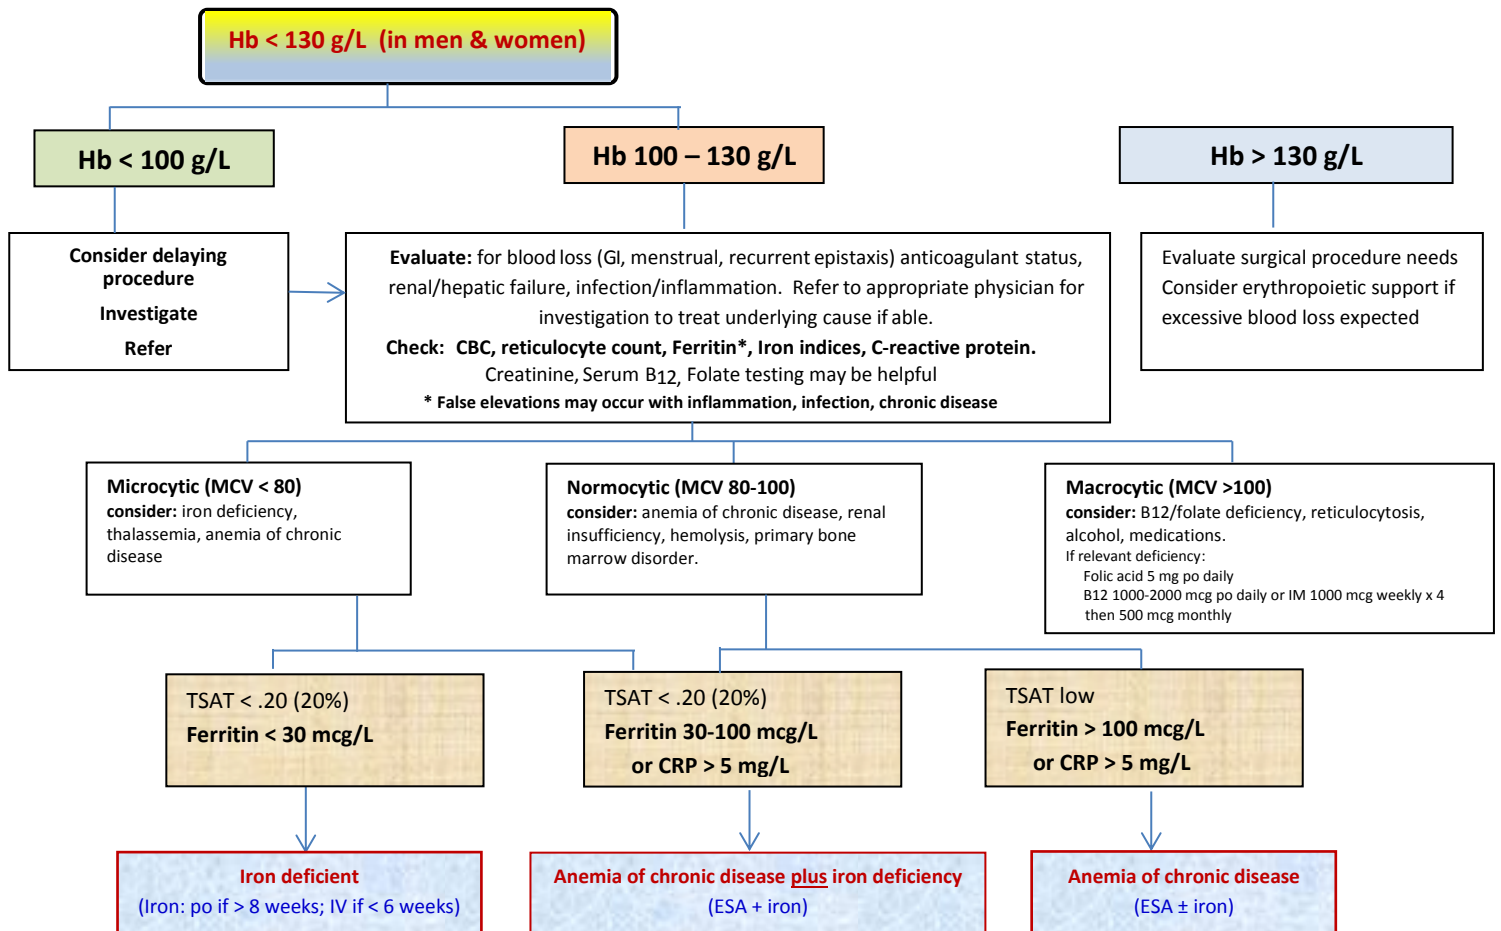 Hb < 130 g/L (in men & women)
Hb < 100 g/L
Hb 100 – 130 g/L
Hb > 130 g/L
Consider delaying
procedure
Investigate
Refer
Evaluate: for blood loss (GI, menstrual, recurrent epistaxis) anticoagulant status,
renal/hepatic failure, infection/inflammation. Refer to appropriate physician for
investigation to treat underlying cause if able.
Check: CBC, reticulocyte count, Ferritin*, Iron indices, C-reactive protein.
Creatinine, Serum B12, Folate testing may be helpful
* False elevations may occur with inflammation, infection, chronic disease
Evaluate surgical procedure needs
Consider erythropoietic support if
excessive blood loss expected
Microcytic (MCV < 80)
consider: iron deficiency,
thalassemia, anemia of chronic
disease
Normocytic (MCV 80-100)
consider: anemia of chronic disease, renal
insufficiency, hemolysis, primary bone
marrow disorder.
Macrocytic (MCV >100)
consider: B12/folate deficiency, reticulocytosis,
alcohol, medications.
If relevant deficiency:
Folic acid 5 mg po daily
B12 1000-2000 mcg po daily or IM 1000 mcg weekly x 4
then 500 mcg monthly
TSAT < .20 (20%)
Ferritin < 30 mcg/L
TSAT < .20 (20%)
Ferritin 30-100 mcg/L
or CRP > 5 mg/L
TSAT low
Ferritin > 100 mcg/L
or CRP > 5 mg/L
Iron deficient
(Iron: po if > 8 weeks; IV if < 6 weeks)
Anemia of chronic disease plus iron deficiency
(ESA + iron)
Anemia of chronic disease
(ESA ± iron)